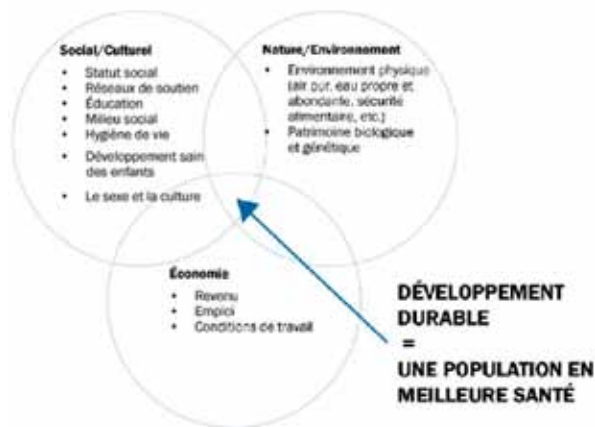 Social/Culturel
• Statut social
• Réseaux de soutien
• Éducation
• Milieu social
• Hygiène de vie
• Développement sain
des enfants
• Le sexe et la culture
Nature/Environnement
• Environnement physique
(air pur, eau propre et
abondante, sécurité
alimentaire, etc.)
• Patrimoine biologique
et génétique
Économie
• Revenu
• Emploi
• Conditions de travail
DÉVELOPPEMENT
DURABLE
=
UNE POPULATION EN
MEILLEURE SANTÉ